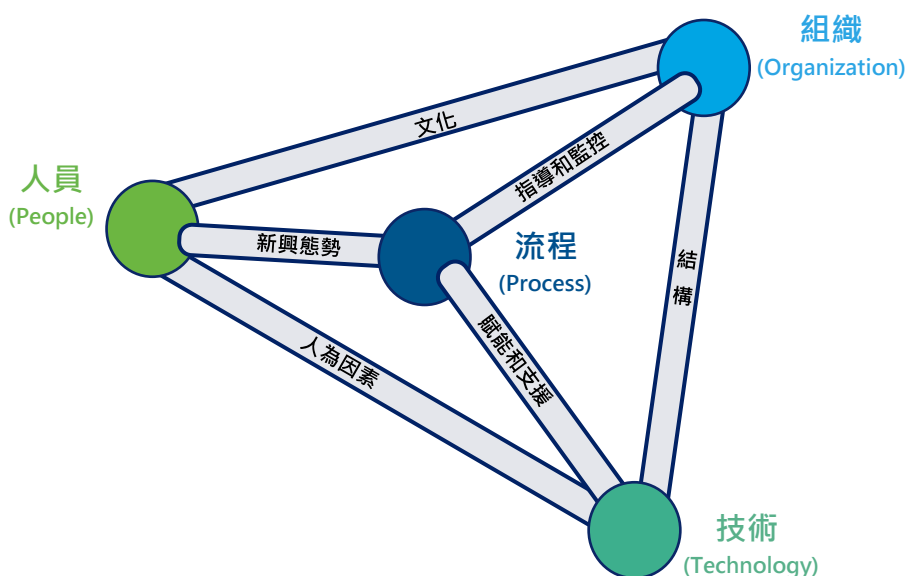 組織
(Organization)
文化
指導和監控
人員
(People)
新興態勢
流程
(Process)
結構
人為因素
賦能和支援
技術
(Technology)